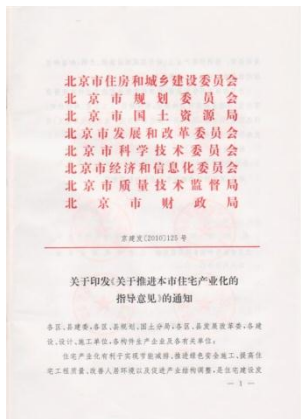 北京市住房和城乡建设委员会
北京市规划委员会
北京市国土资源局
北京市发展和改革委员会
北京市科学技术委员会
北京市经济和信息化委员会
北京市质量技术监督局
北京市财政局
京建发〔2010〕125号
关于印发《关于推进本市住宅产业化的
指导意见》的通知
各区、县建委,各区、县规划、国土分局,各区、县发展改革委,各建
设、设计、施工单位,各构件生产企业及各有关单位:
住宅产业化有利于实现节能减排、推进绿色安全施工、提高住
宅工程质量、改善人居环境以及促进产业结构调整,是住宅建设发
— 1 —